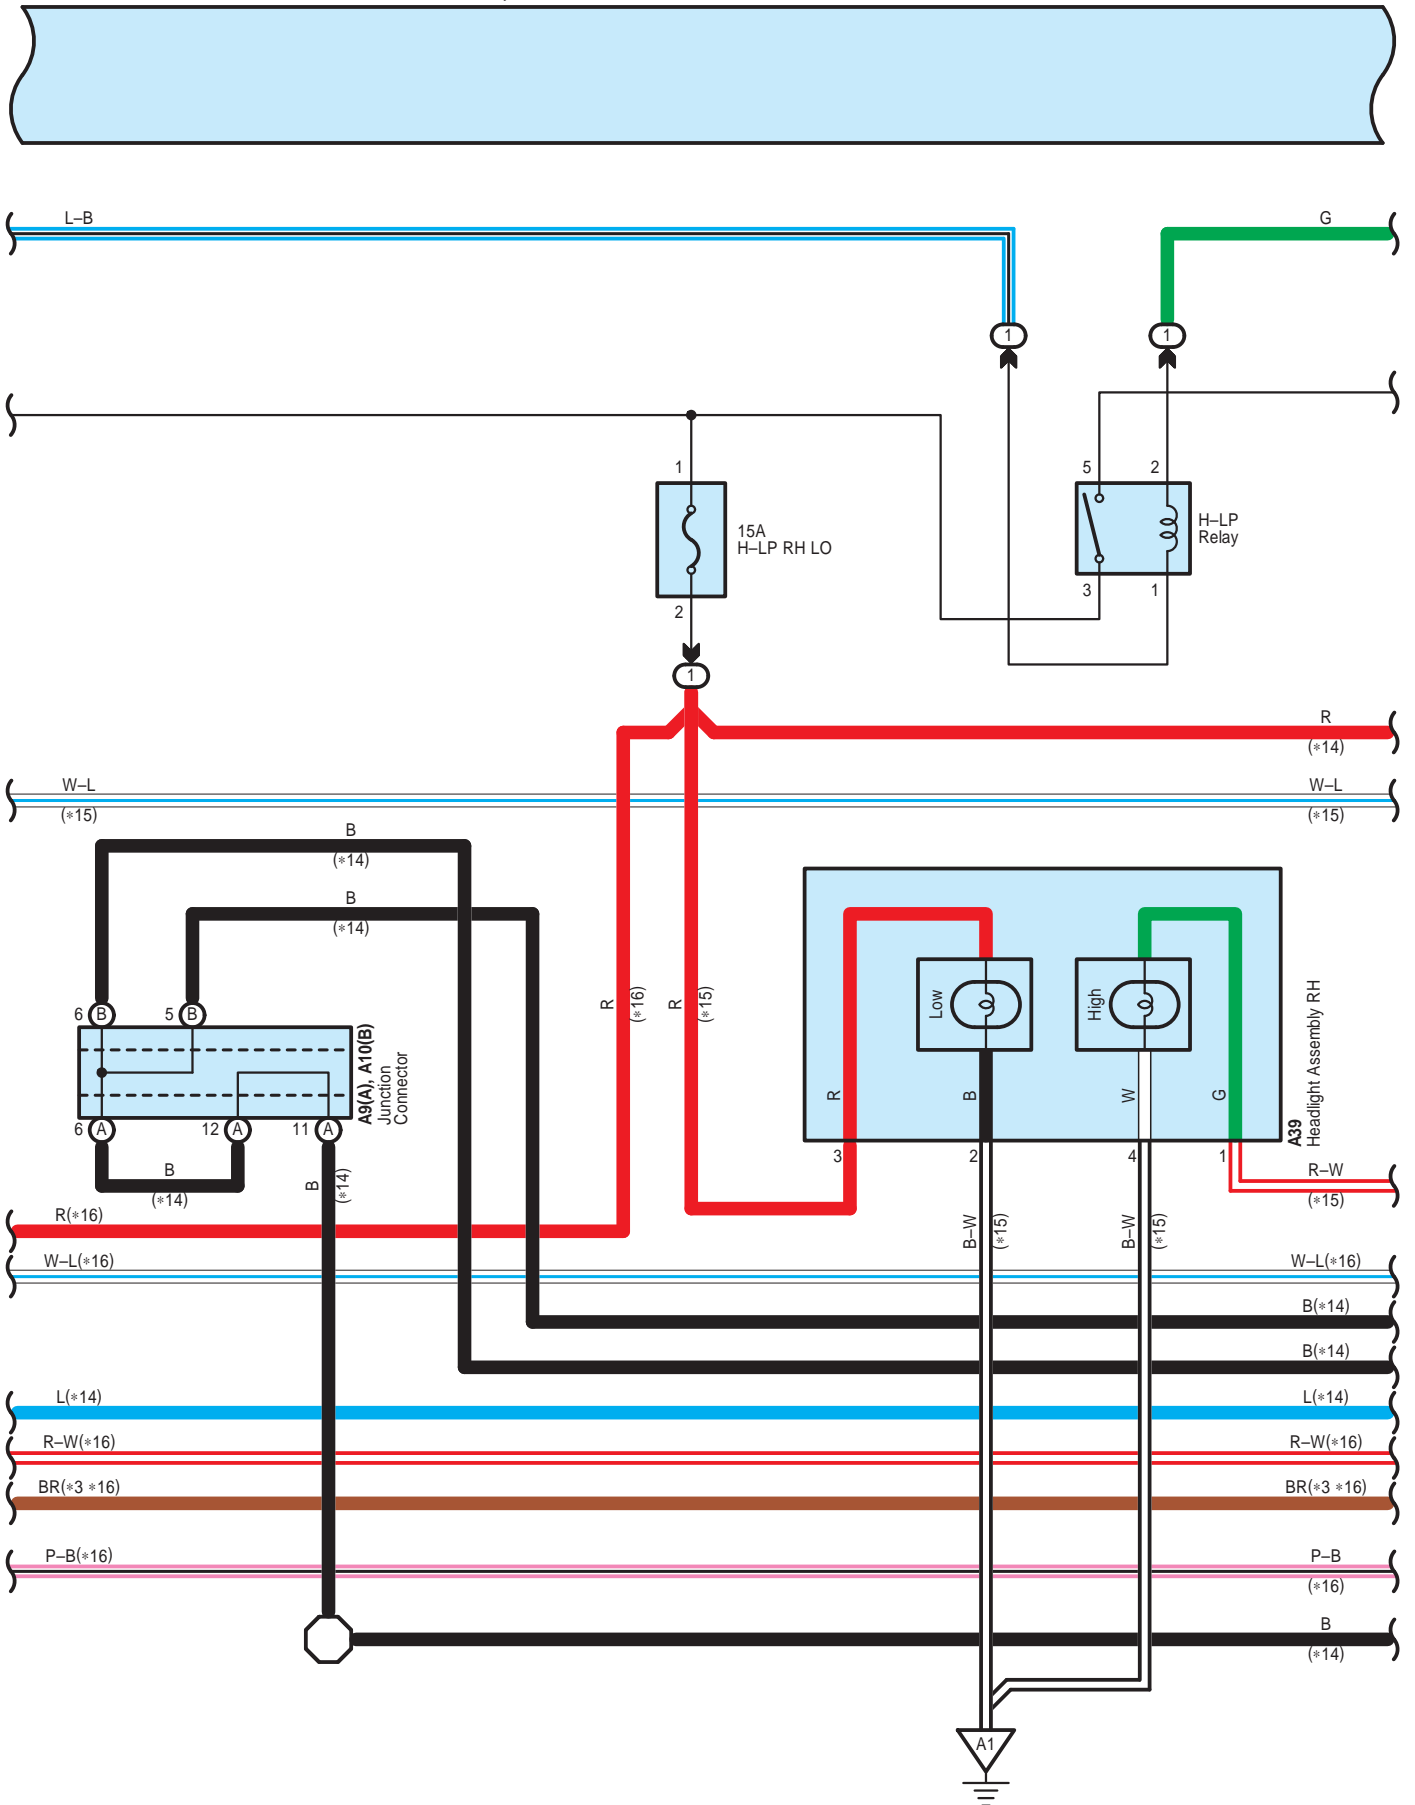 L–B
G
1
1
5
2
1
15A
H–LP RH LO
H–LP
Relay
3
1
2
1
R
(*14)
W–L
(*15)
W–L
(*15)
B
(*14)
B
(*14)
R
(*16)
R
(*15)
Low
High
6
B
5
B
A9(A), A10(B)
Junction
Connector
R
B
W
G
A39
Headlight Assembly RH
6
A
12
A
11
A
3
2
4
1
B
(*14)
B
(*14)
R–W
(*15)
R(*16)
B–W
(*15)
B–W
(*15)
W–L(*16)
W–L(*16)
B(*14)
B(*14)
L(*14)
L(*14)
R–W(*16)
R–W(*16)
BR(*3 *16)
BR(*3 *16)
P–B(*16)
P–B
(*16)
B
(*14)
A1